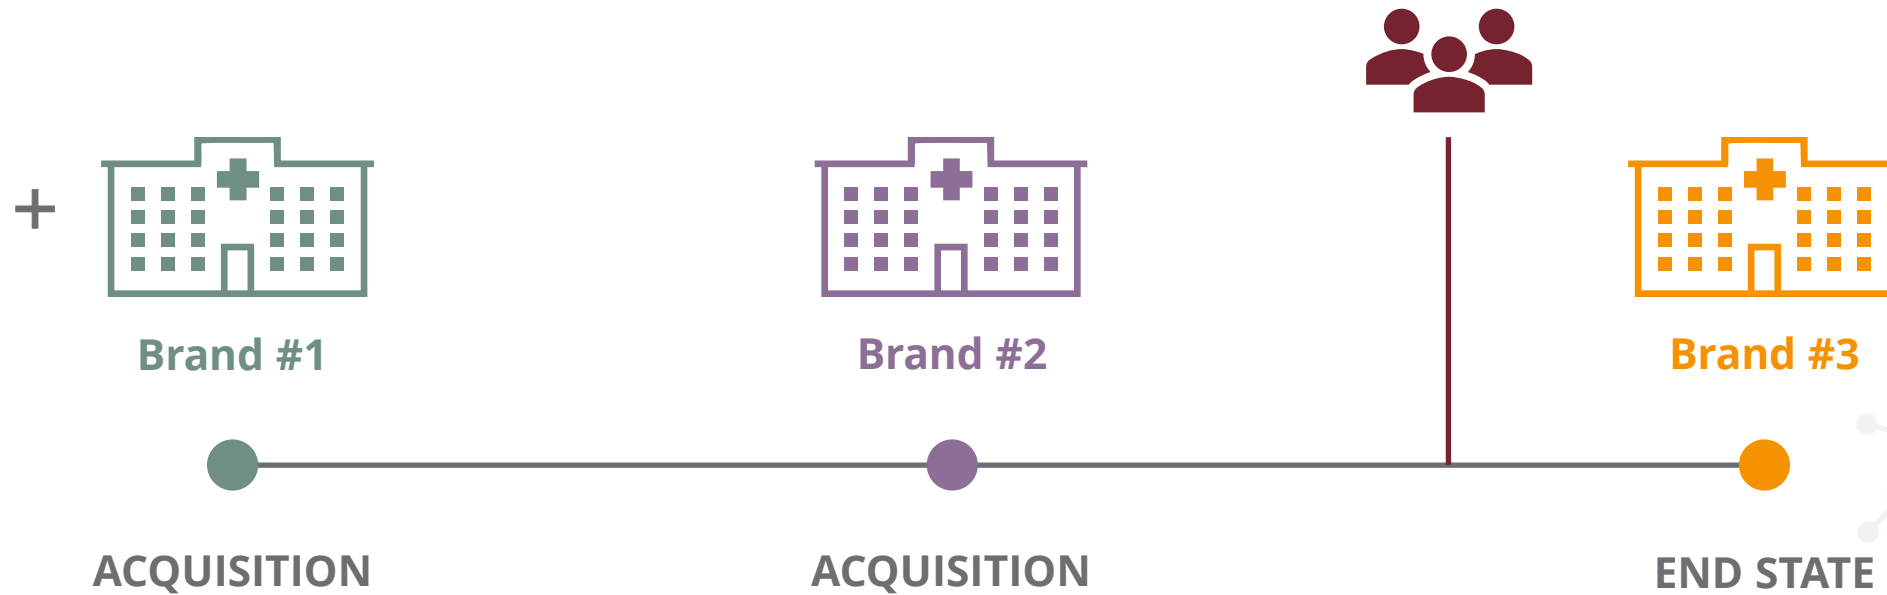 +
Brand #1
Brand #2
Brand #3
ACQUISITION
ACQUISITION
END STATE